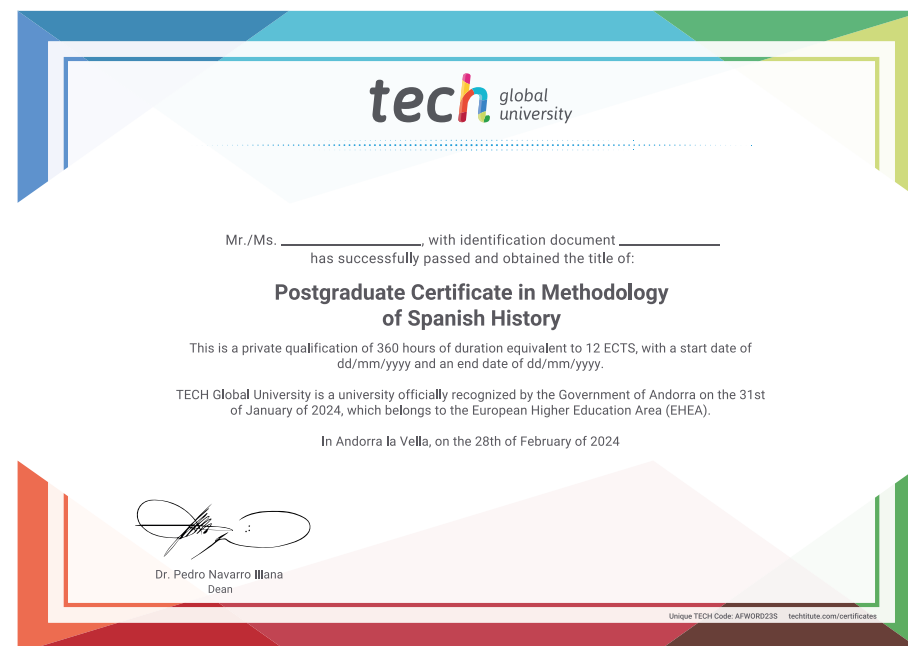 tech global university
Mr./Ms. ____________, with identification document ____________
has successfully passed and obtained the title of:
Postgraduate Certificate in Methodology
of Spanish History
This is a private qualification of 360 hours of duration equivalent to 12 ECTS, with a start date of
dd/mm/yyyy and an end date of dd/mm/yyyy.
TECH Global University is a university officially recognized by the Government of Andorra on the 31st
of January of 2024, which belongs to the European Higher Education Area (EHEA).
In Andorra la Vella, on the 28th of February of 2024
Dr. Pedro Navarro Illana
Dean
Unique TECH Code: AFWORD23S techtitute.com/certificates